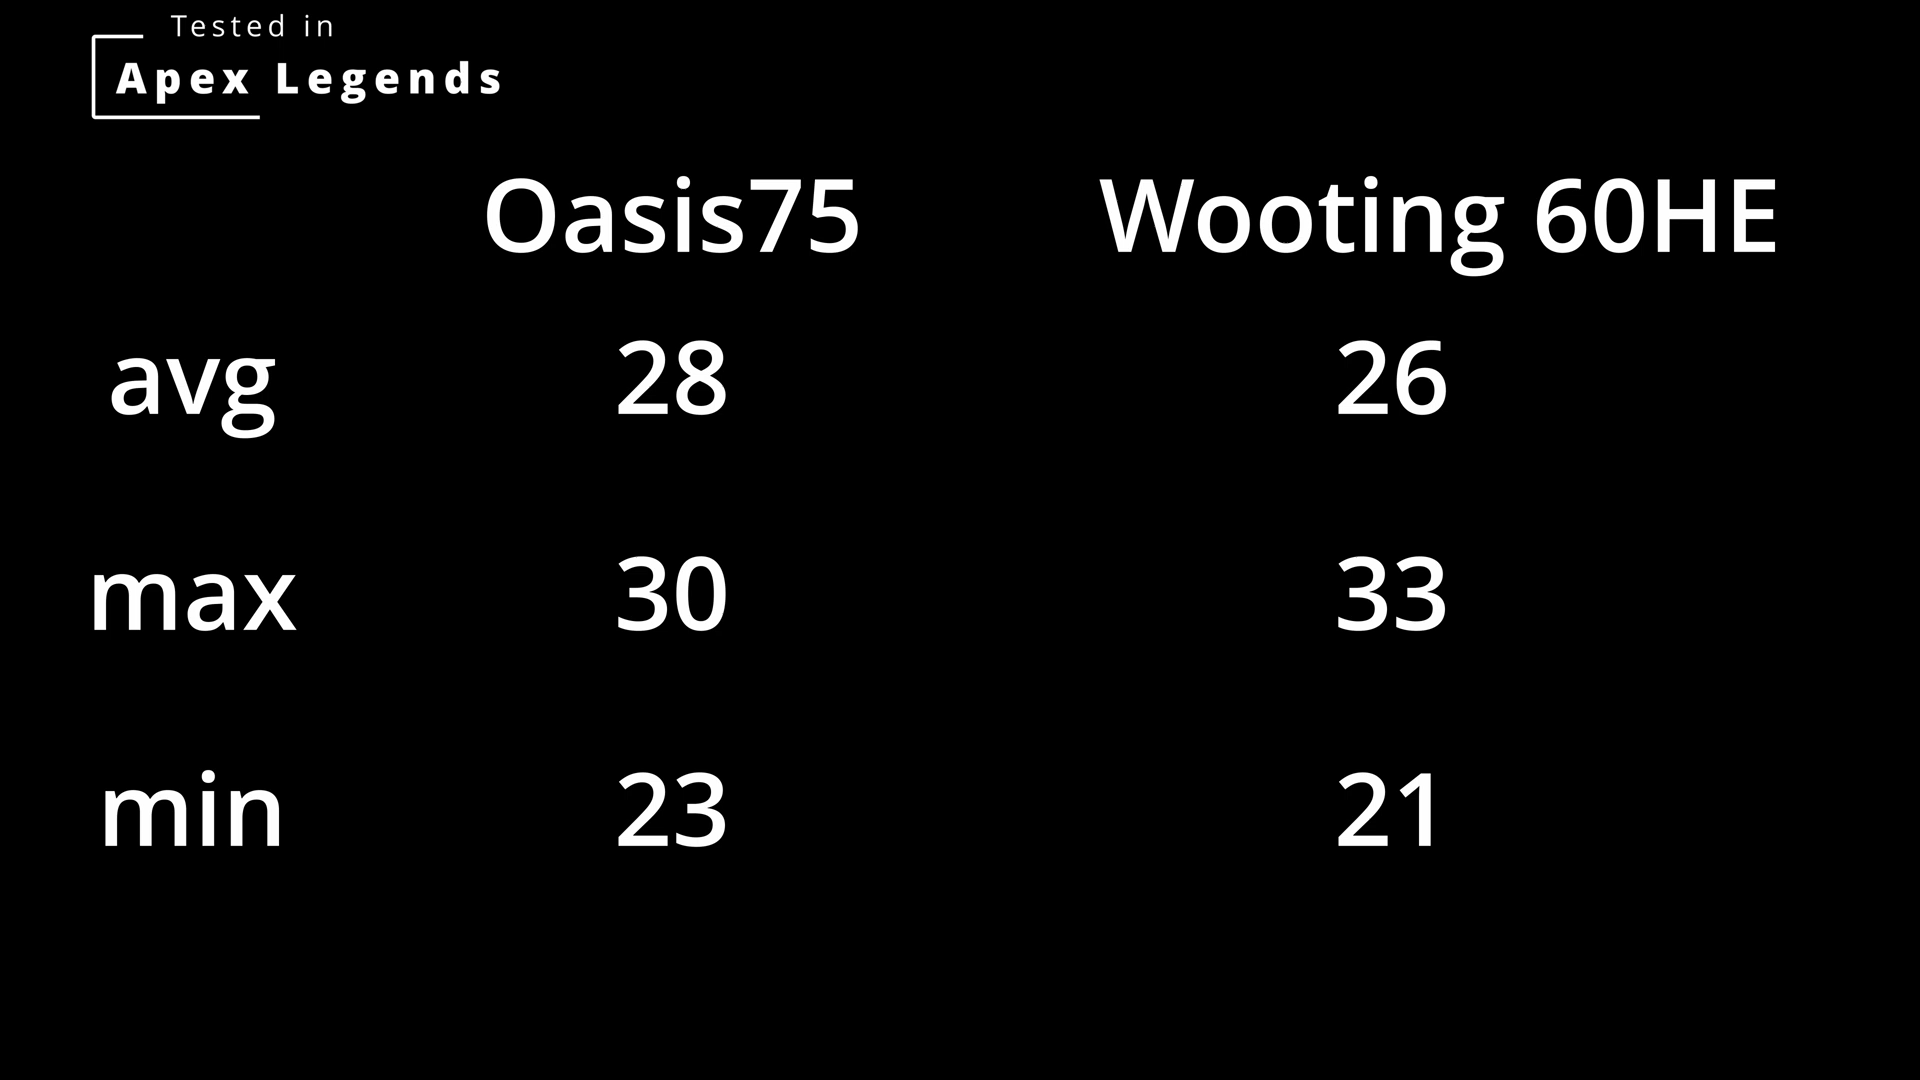 Tested in
Apex Legends
Oasis75 Wooting 60HE
avg 28 26
max 30 33
min 23 21